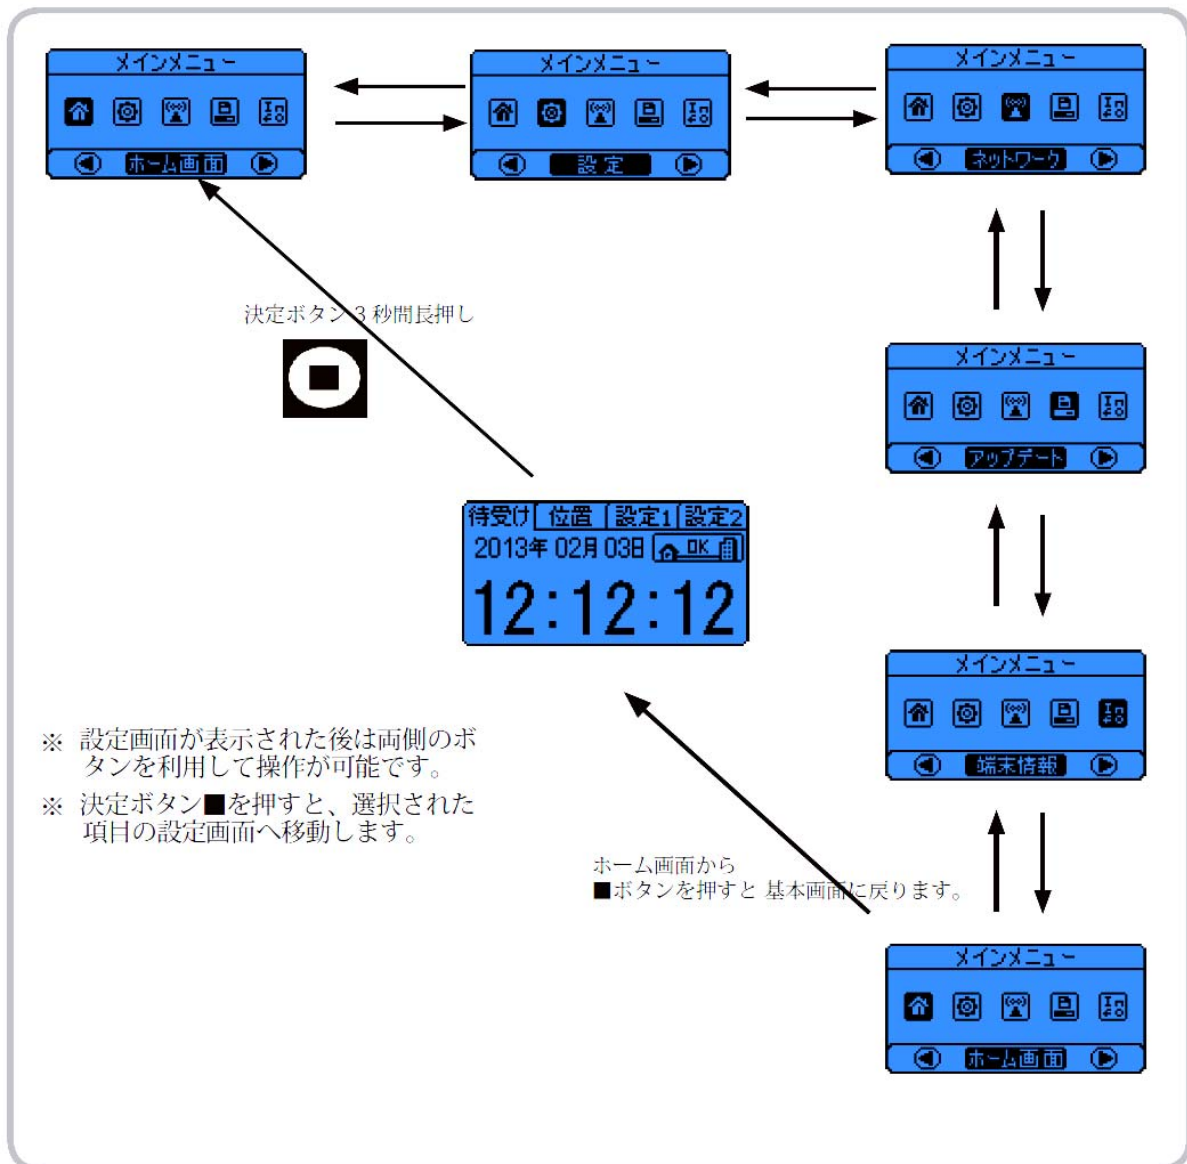 メインメニュー
ホーム画面
メインメニュー
設定
メインメニュー
ネットワーク
決定ボタン 3 秒間長押し
メインメニュー
アップデート
待受け 位置 設定1 設定2
2013年 02月 03日 OK
12:12:12
メインメニュー
端末情報
※ 設定画面が表示された後は両側のボ
タンを利用して操作が可能です。
※ 決定ボタン■を押すと、選択された
項目の設定画面へ移動します。
ホーム画面から
■ボタンを押すと 基本画面に戻ります。
メインメニュー
ホーム画面